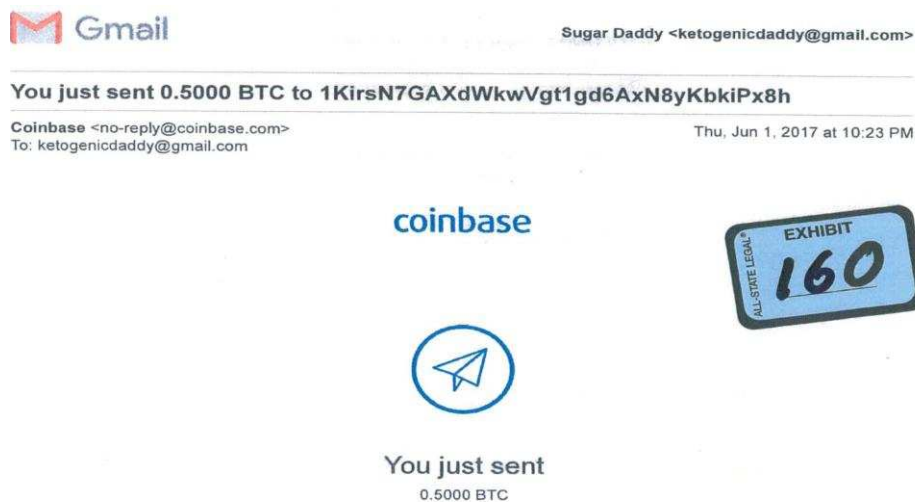 Gmail
Sugar Daddy <ketogenicdaddy@gmail.com>
You just sent 0.5000 BTC to 1KirsN7GAXdWkwVgt1gd6AxN8yKbkiPx8h
Coinbase <no-reply@coinbase.com>
Thu, Jun 1, 2017 at 10:23 PM
To: ketogenicdaddy@gmail.com
coinbase
ALL-STATE LEGAL®
EXHIBIT
160
You just sent
0.5000 BTC